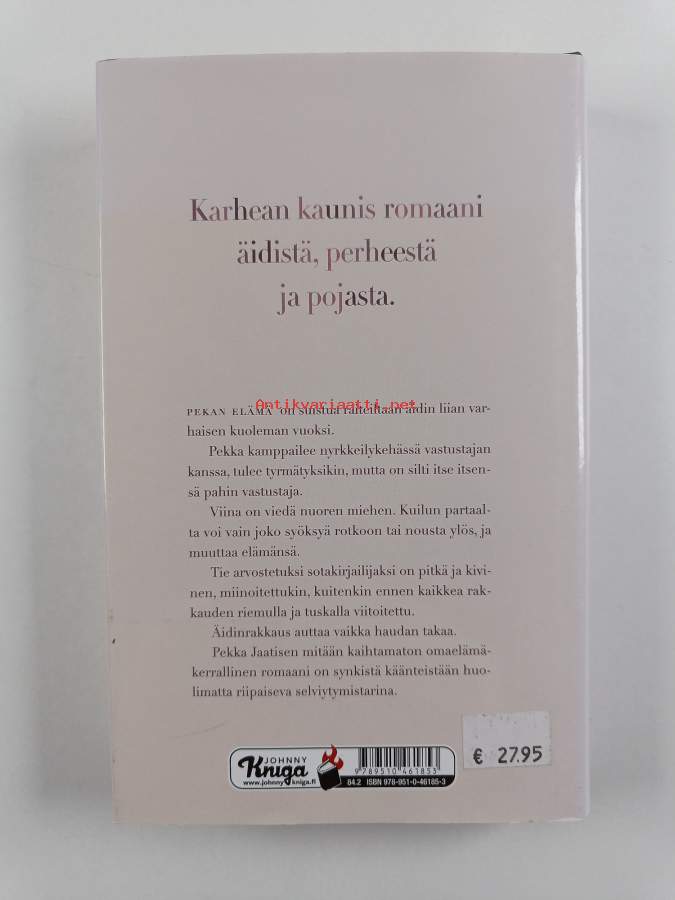 Karhean kaunis romaani
äidistä, perheestä
ja pojasta.
Antikvariaatti.net
PEKAN ELÄMÄ on suistua raiteiltaan äidin liian var-
haisen kuoleman vuoksi.
Pekka kamppailee nyrkkeilykehässä vastustajan
kanssa, tulee tyrmätyksikin, mutta on silti itse itsen-
sä pahin vastustaja.
Viina on viedä nuoren miehen. Kuilun partaal-
ta voi vain joko syöksyä rotkoon tai nousta ylös, ja
muuttaa elämänsä.
Tie arvostetuksi sotakirjailijaksi on pitkä ja kivi-
nen, miinoitettukin, kuitenkin ennen kaikkea rak-
kauden riemulla ja tuskalla viitoitettu.
Äidinrakkaus auttaa vaikka haudan takaa.
Pekka Jaatisen mitään kaihtamaton omaelämä-
kerrallinen romaani on synkistä käänteistään huo-
limatta riipaiseva selviytymistarina.
€ 27.95
JOHNNY
Kniga
www.johnnykniga.fi
9 789510 461853
84.2 ISBN 978-951-0-46185-3